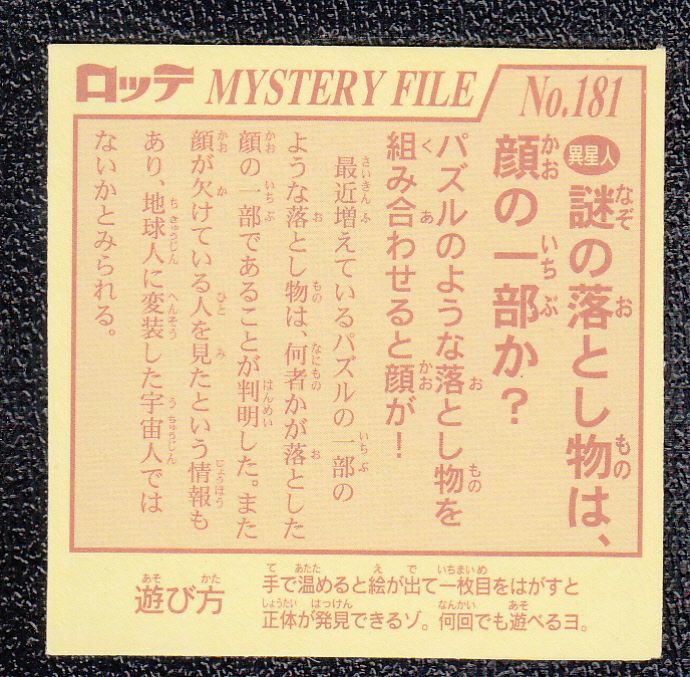 ロッテ MYSTERY FILE No.181
異星人
謎の落とし物は、
顔の一部か?
パズルのような落とし物を
組み合わせると顔が!
最近増えているパズルの一部の
ような落とし物は、何者かが落とした
顔の一部であることが判明した。また
顔が欠けている人を見たという情報も
あり、地球人に変装した宇宙人では
ないかとみられる。
遊び方
手で温めると絵が出て一枚目をはがすと
正体が発見できるゾ。何回でも遊べるヨ。